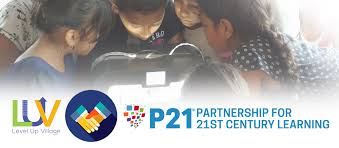 LUV
Level Up Village
P21 PARTNERSHIP FOR
21ST CENTURY LEARNING